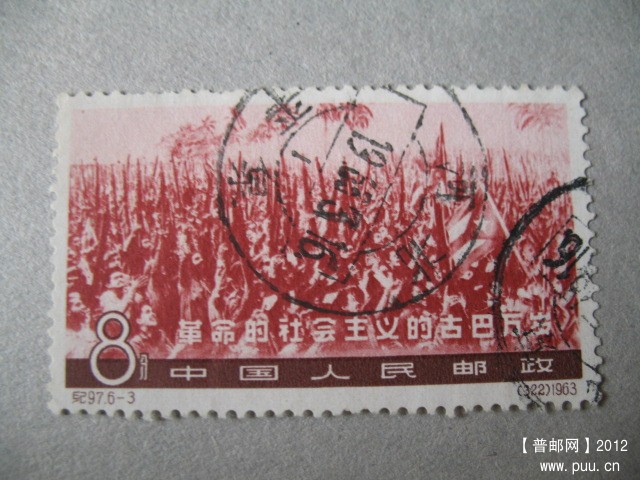 革命的社会主义的古巴万岁
8分
中国人民邮政
纪97.6-3
(322)1963
【普邮网】2012
www.puu.cn